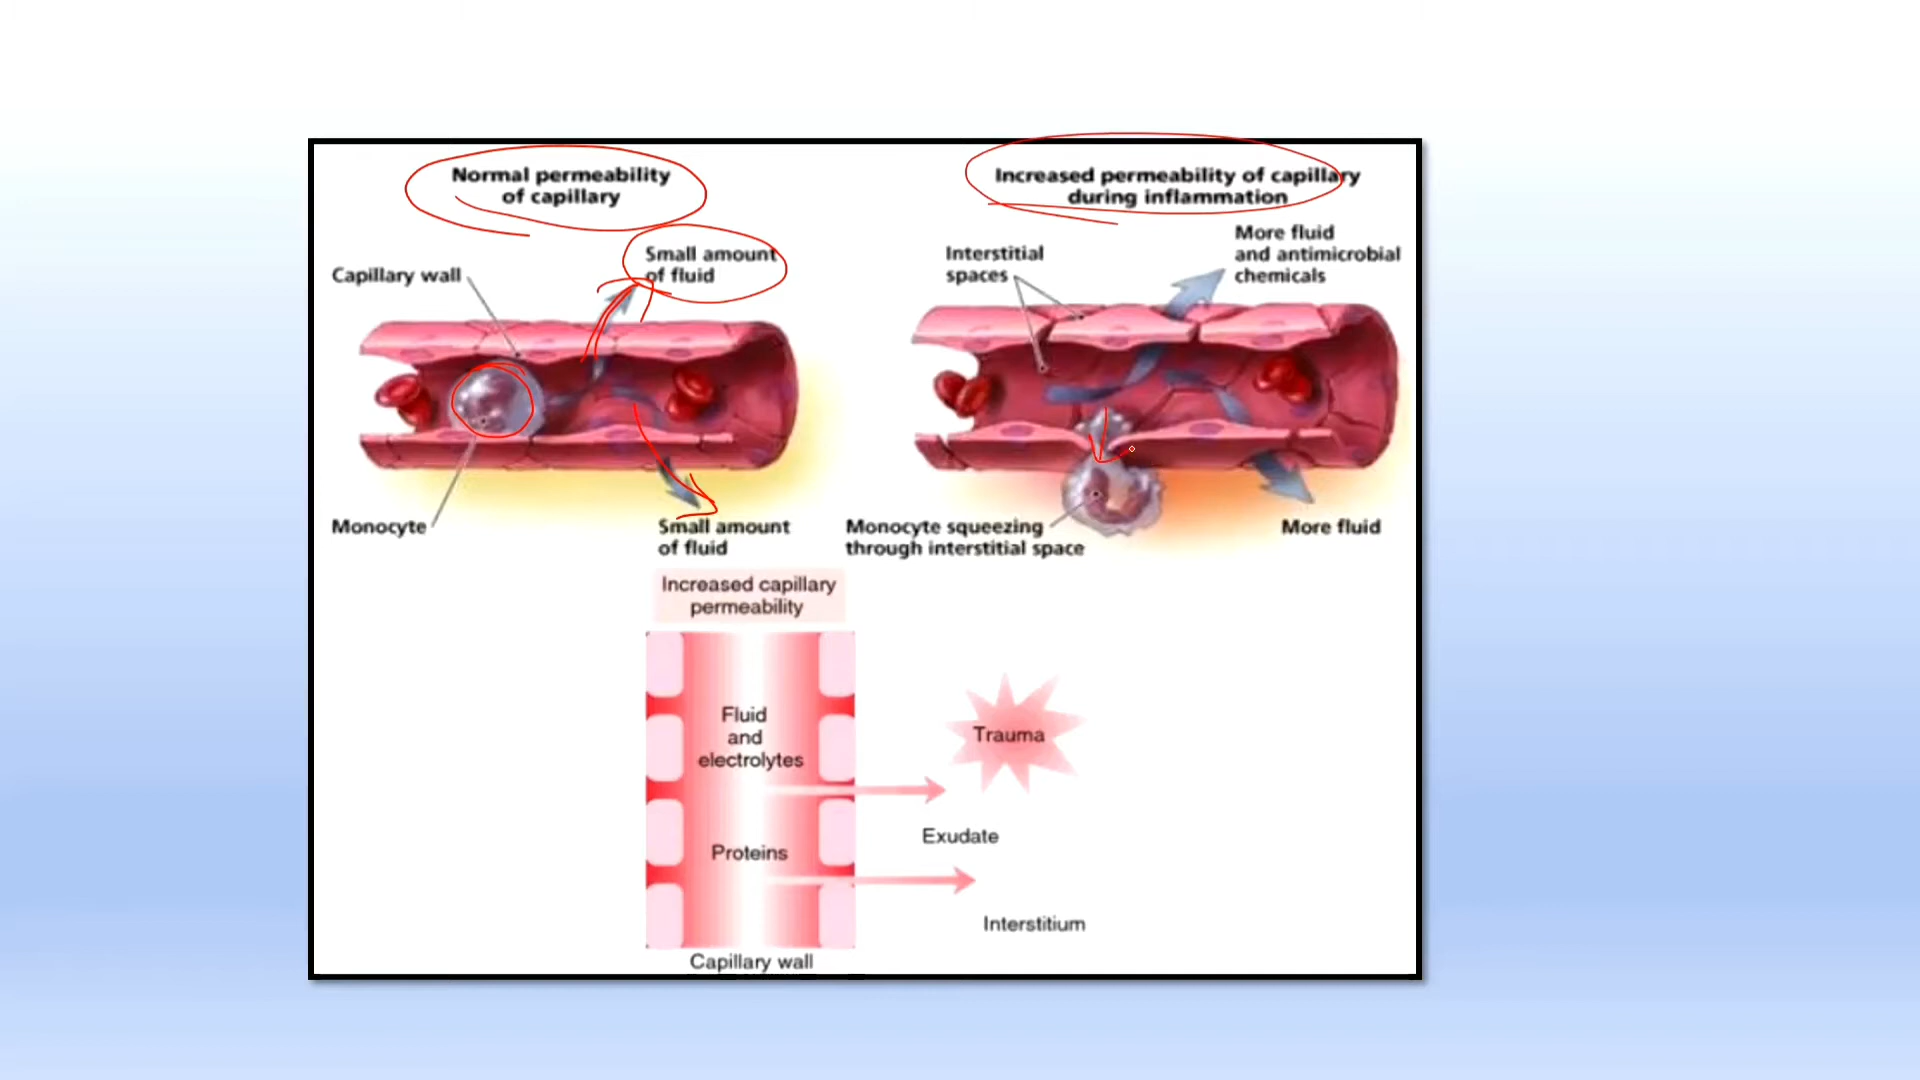 Normal permeability
of capillary
Small amount
of fluid
Capillary wall
Monocyte
Small amount
of fluid
Increased permeability of capillary
during inflammation
More fluid
and antimicrobial
chemicals
Interstitial
spaces
Monocyte squeezing
through interstitial space
More fluid
Increased capillary
permeability
Fluid
and
electrolytes
Trauma
Exudate
Proteins
Interstitium
Capillary wall